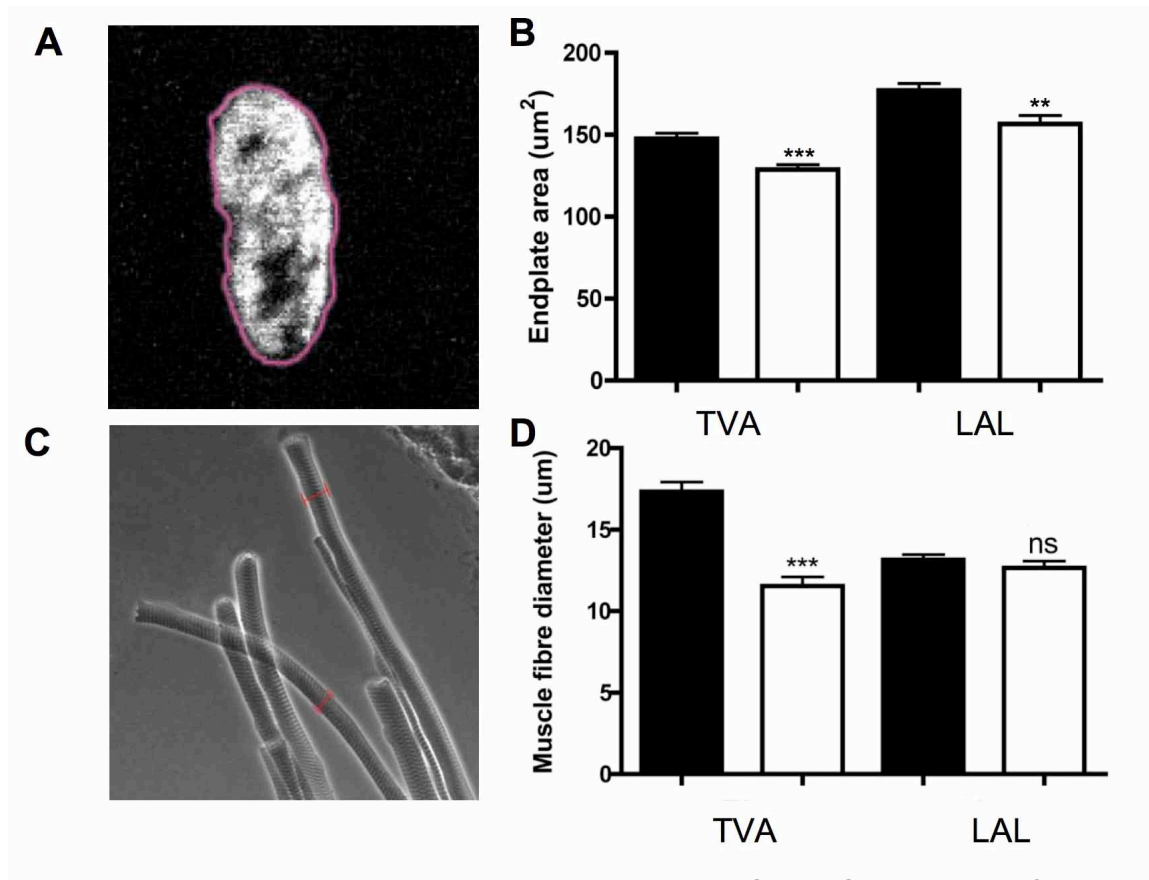 A
B
Endplate area (um2)
200
150
100
50
0
***
**
TVA
LAL
C
D
Muscle fibre diameter (um)
20
15
10
5
0
***
ns
TVA
LAL